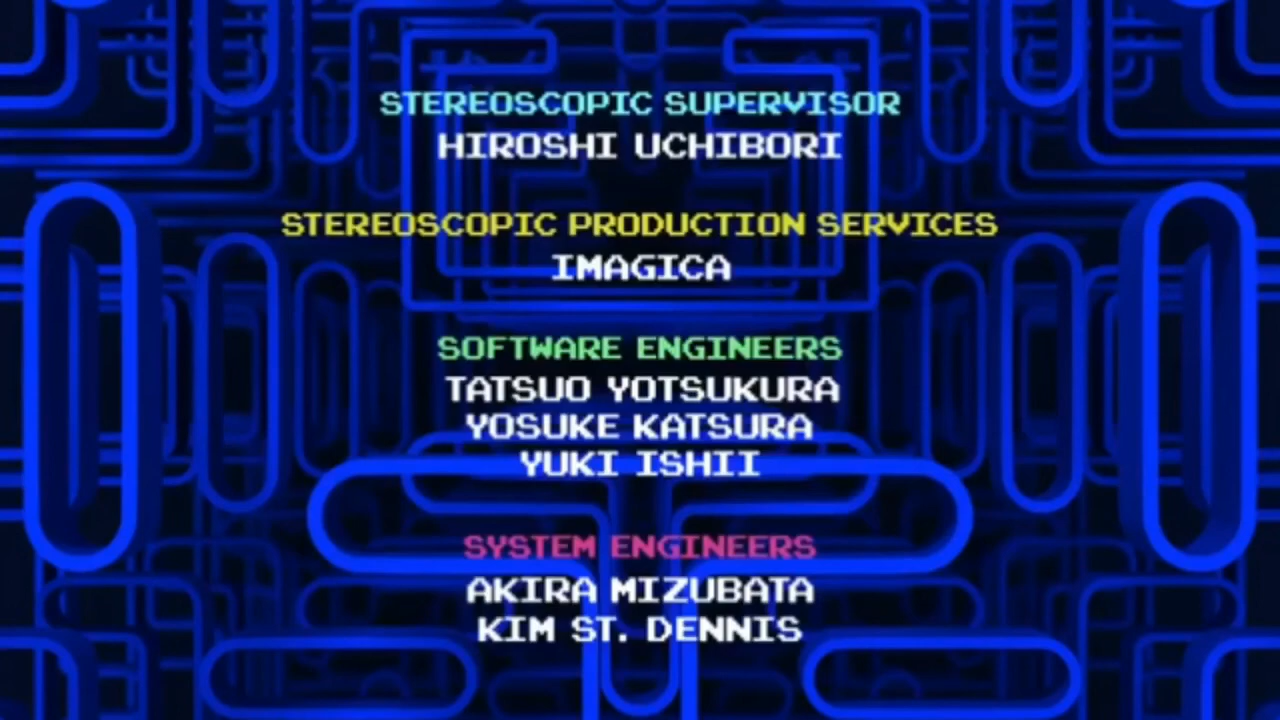 STEREOSCOPIC SUPERVISOR
HIROSHI UCHIBORI
STEREOSCOPIC PRODUCTION SERVICES
IMAGICA
SOFTWARE ENGINEERS
TATSUO YOTSUKURA
YOSUKE KATSURA
YUKI ISHII
SYSTEM ENGINEERS
AKIRA MIZUBATA
KIM ST. DENNIS